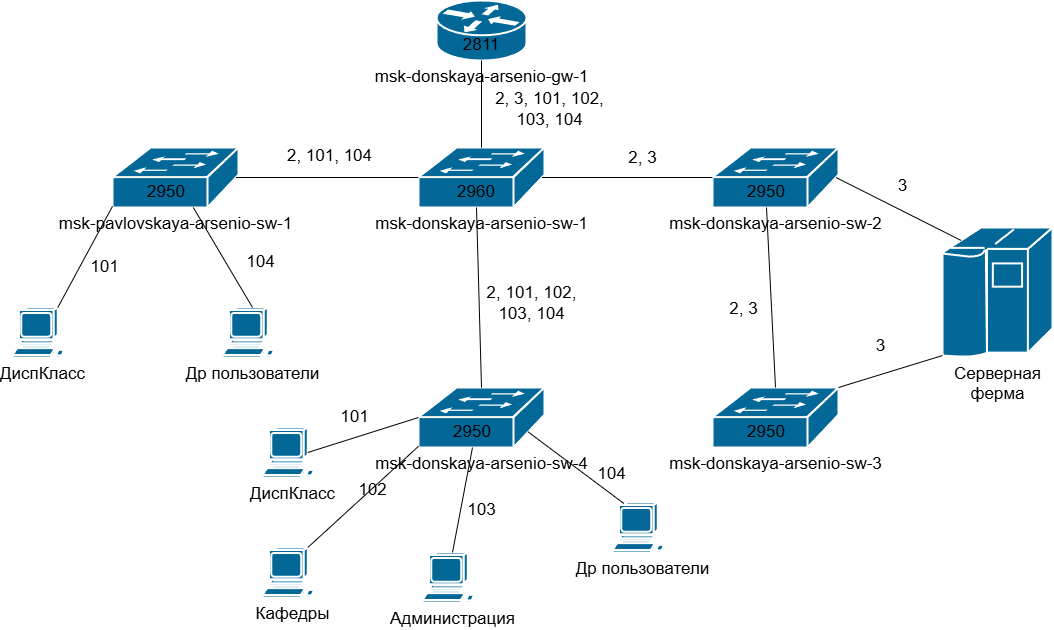 2811
msk-donskaya-arsenio-gw-1
2, 3, 101, 102,
103, 104
2, 101, 104
2, 3
2950
2960
2950
3
msk-pavlovskaya-arsenio-sw-1
msk-donskaya-arsenio-sw-1
msk-donskaya-arsenio-sw-2
101
104
2, 101, 102,
103, 104
2, 3
3
ДиспКласс
Др пользователи
Серверная
ферма
101
2950
2950
msk-donskaya-arsenio-sw-4
msk-donskaya-arsenio-sw-3
104
102
ДиспКласс
103
Др пользователи
Кафедры
Администрация